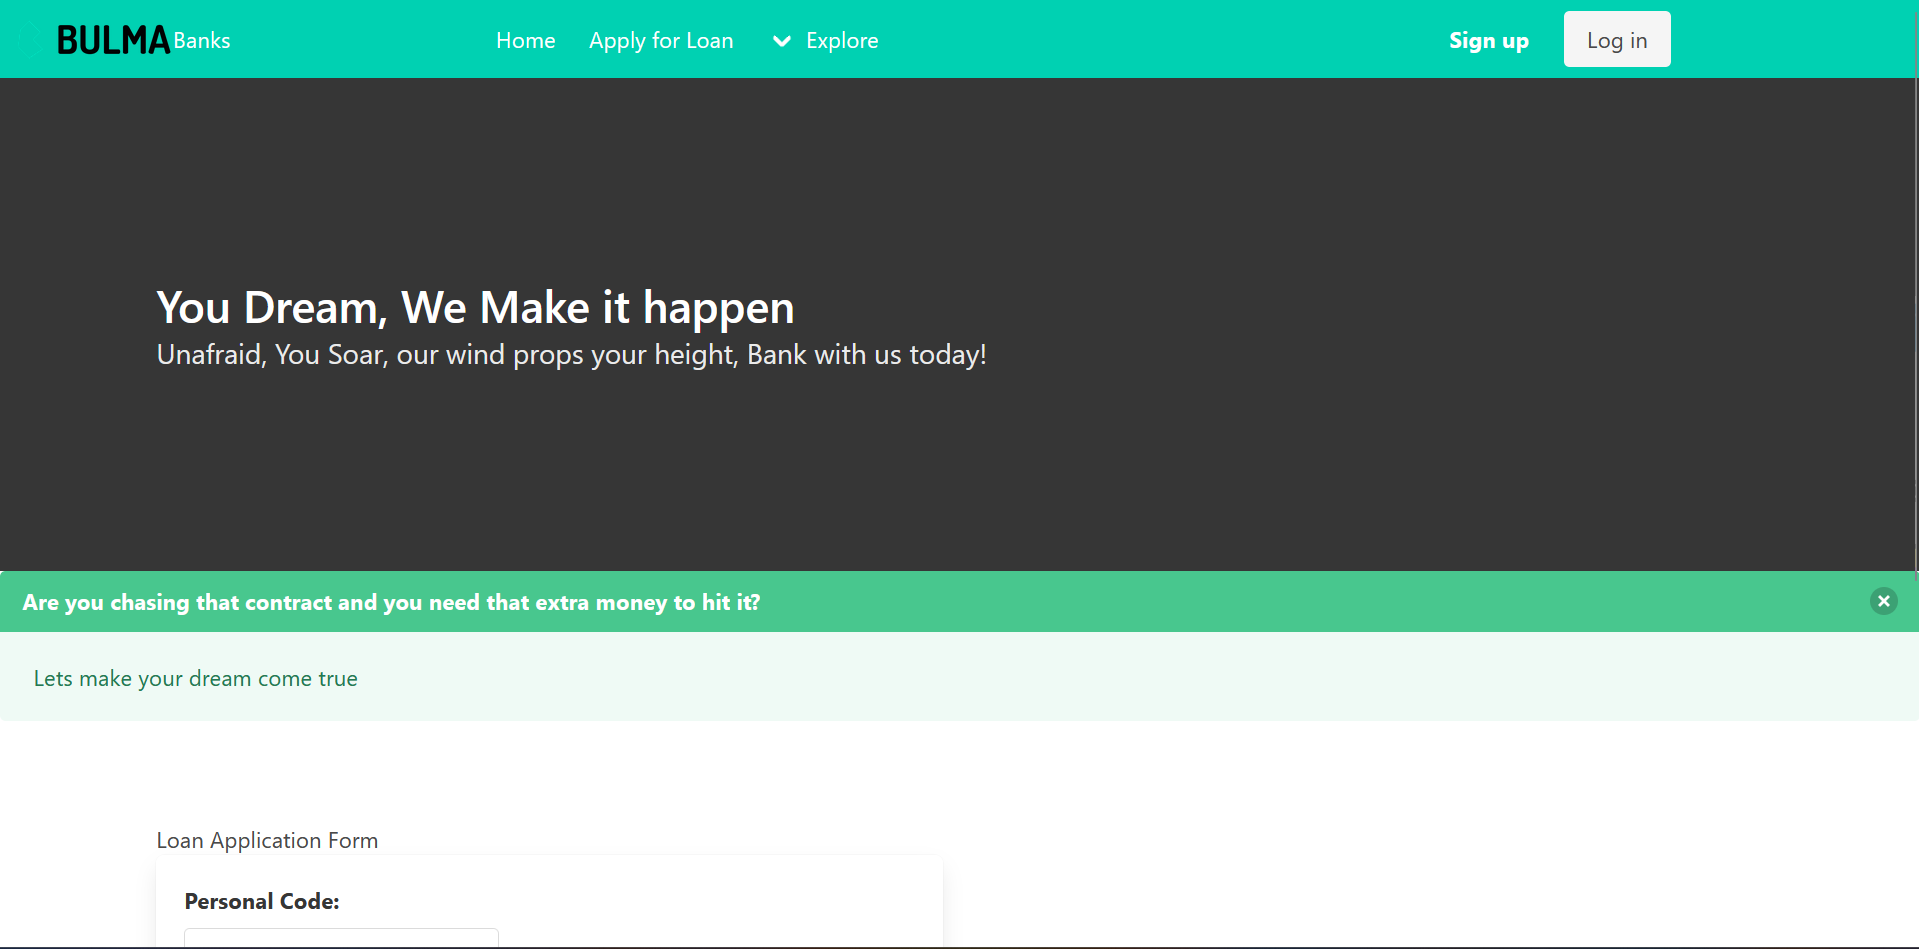 BULMA Banks Home Apply for Loan Explore Sign up Log in
You Dream, We Make it happen
Unafraid, You Soar, our wind props your height, Bank with us today!
Are you chasing that contract and you need that extra money to hit it?
Lets make your dream come true
Loan Application Form
Personal Code: